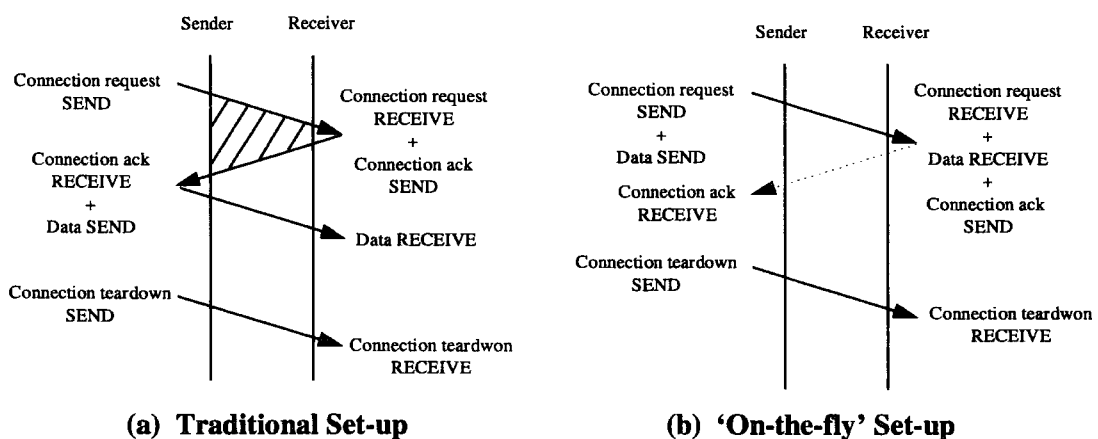 Sender
Receiver
Connection request
SEND
Connection request
RECEIVE
+
Connection ack
SEND
Connection ack
RECEIVE
+
Data SEND
Data RECEIVE
Connection teardown
SEND
Connection teardwon
RECEIVE
(a) Traditional Set-up
Sender
Receiver
Connection request
SEND
+
Data SEND
Connection request
RECEIVE
+
Data RECEIVE
+
Connection ack
SEND
Connection ack
RECEIVE
Connection teardown
SEND
Connection teardwon
RECEIVE
(b) ‘On-the-fly’ Set-up